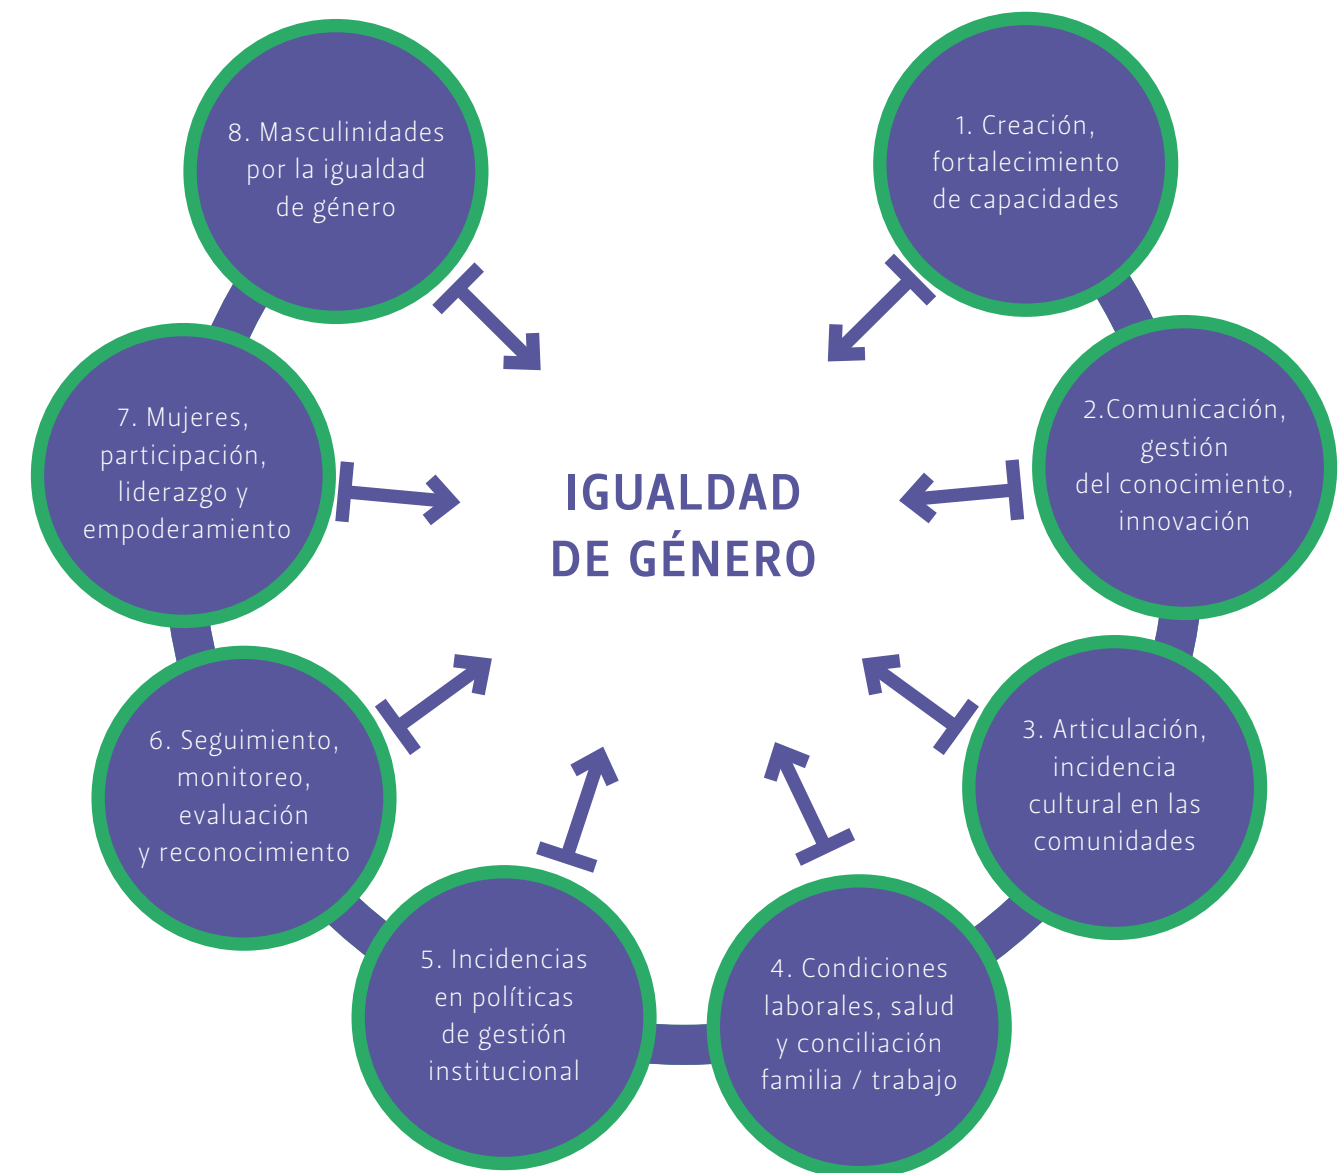 IGUALDAD
DE GÉNERO
1. Creación,
fortalecimiento
de capacidades
2.Comunicación,
gestión
del conocimiento,
innovación
3. Articulación,
incidencia
cultural en las
comunidades
4. Condiciones
laborales, salud
y conciliación
familia / trabajo
5. Incidencias
en políticas
de gestión
institucional
6. Seguimiento,
monitoreo,
evaluación
y reconocimiento
7. Mujeres,
participación,
liderazgo y
empoderamiento
8. Masculinidades
por la igualdad
de género